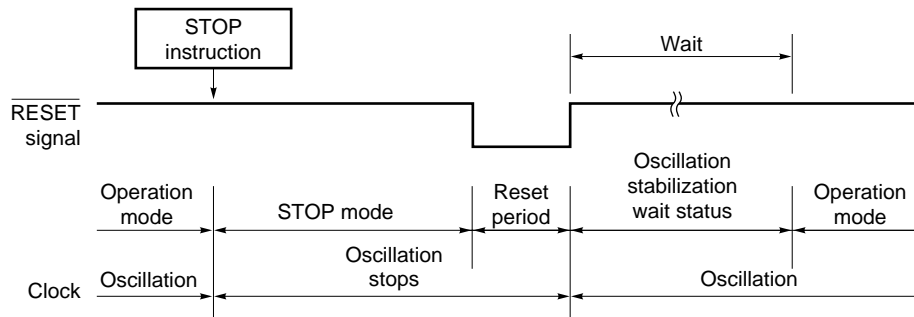 STOP
instruction
Wait
RESET
signal
Operation
mode
STOP mode
Reset
period
Oscillation
stabilization
wait status
Operation
mode
Clock
Oscillation
Oscillation
stops
Oscillation